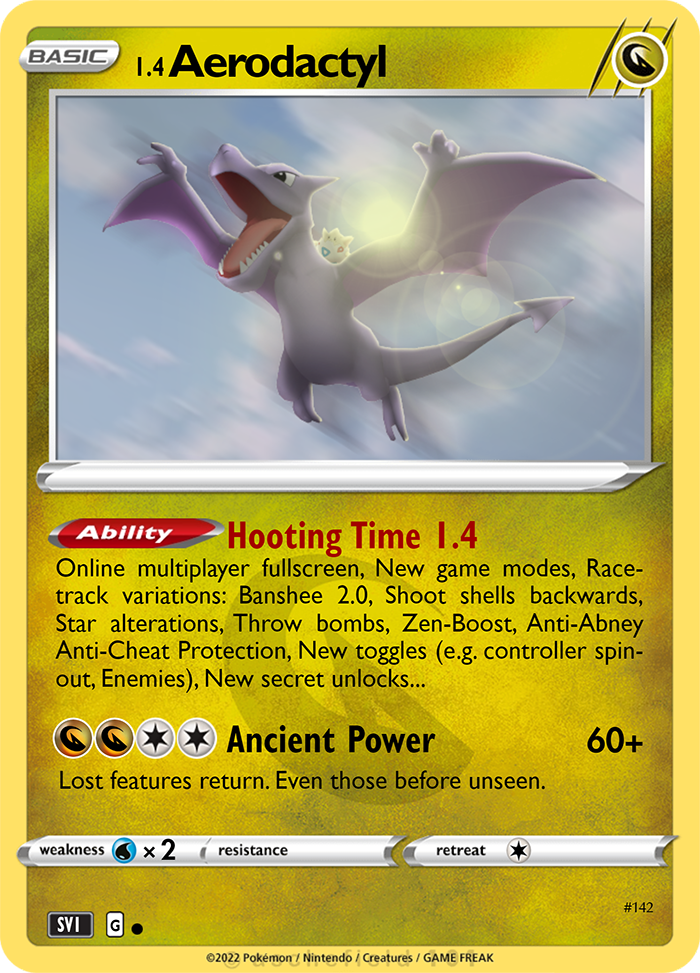 BASIC
1.4 Aerodactyl
Ability Hooting Time 1.4
Online multiplayer fullscreen, New game modes, Race-
track variations: Banshee 2.0, Shoot shells backwards,
Star alterations, Throw bombs, Zen-Boost, Anti-Abney
Anti-Cheat Protection, New toggles (e.g. controller spin-
out, Enemies), New secret unlocks...
Ancient Power 60+
Lost features return. Even those before unseen.
weakness × 2 resistance retreat
#142
SVI G
©2022 Pokémon / Nintendo / Creatures / GAME FREAK